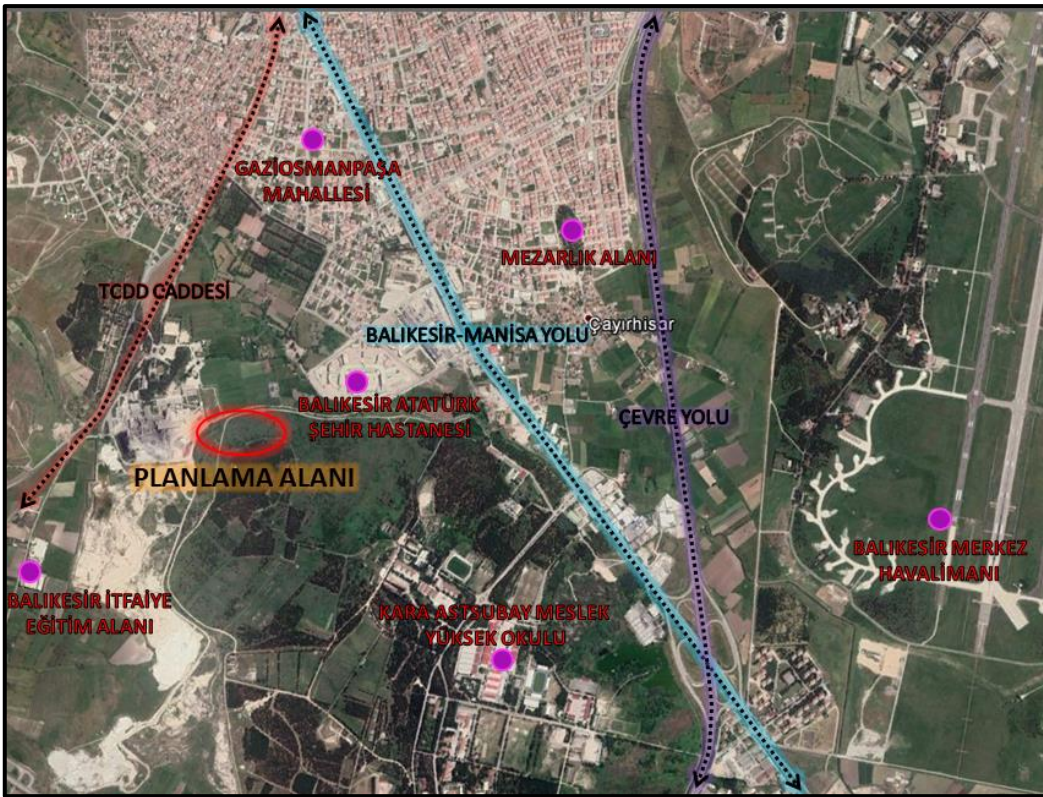 GAZİOSMANPAŞA
MAHALLESİ
MEZARLIK ALANI
TCDD CADDESİ
BALIKESİR-MANİSA YOLU
Çayırhisar
BALIKESİR ATATÜRK
ŞEHİR HASTANESİ
ÇEVRE YOLU
PLANLAMA ALANI
BALIKESİR MERKEZ
HAVALİMANI
BALIKESİR İTFAİYE
EĞİTİM ALANI
KARA ASTSUBAY MESLEK
YÜKSEK OKULU